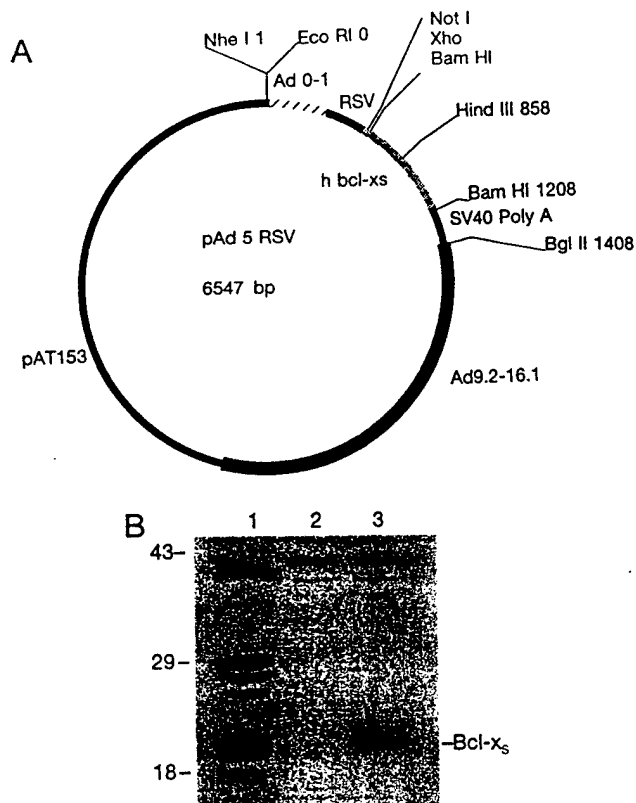 A
Nhe I 1
Eco RI 0
Ad 0-1
RSV
Not I
Xho
Bam HI
Hind III 858
h bcl-xs
Bam HI 1208
SV40 Poly A
Bgl II 1408
pAd 5 RSV
6547 bp
pAT153
Ad9.2-16.1
B
1 2 3
43
29
18
Bcl-xs